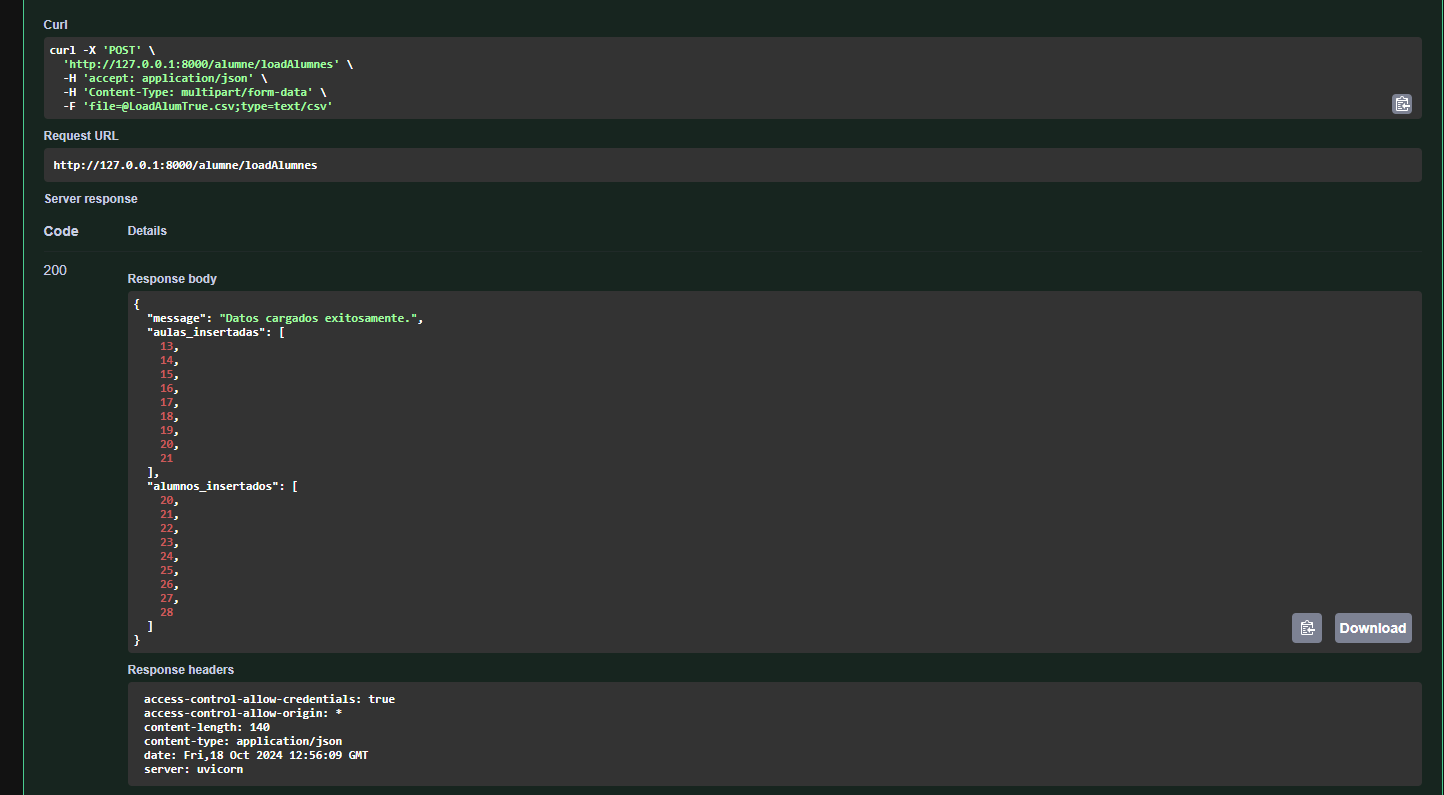 Curl
curl -X 'POST' \
  'http://127.0.0.1:8000/alumne/loadAlumnes' \
  -H 'accept: application/json' \
  -H 'Content-Type: multipart/form-data' \
  -F 'file=@LoadAlumTrue.csv;type=text/csv'
Request URL
http://127.0.0.1:8000/alumne/loadAlumnes
Server response
Code Details
200
Response body
{
  "message": "Datos cargados exitosamente.",
  "aulas_insertadas": [
    13,
    14,
    15,
    16,
    17,
    18,
    19,
    20,
    21
  ],
  "alumnos_insertados": [
    20,
    21,
    22,
    23,
    24,
    25,
    26,
    27,
    28
  ]
}
Download
Response headers
access-control-allow-credentials: true
access-control-allow-origin: *
content-length: 140
content-type: application/json
date: Fri,18 Oct 2024 12:56:09 GMT
server: uvicorn